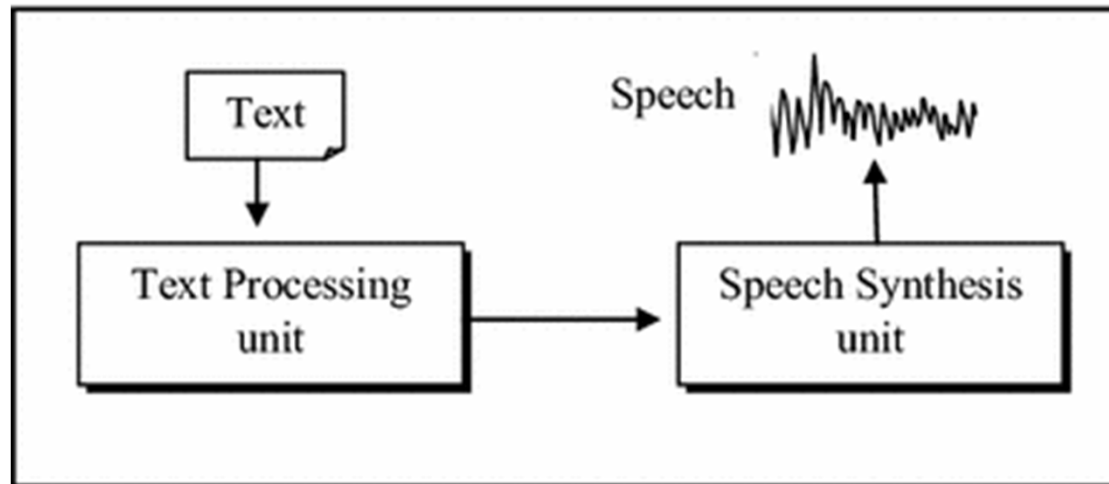 Text
Speech
Text Processing
unit
Speech Synthesis
unit